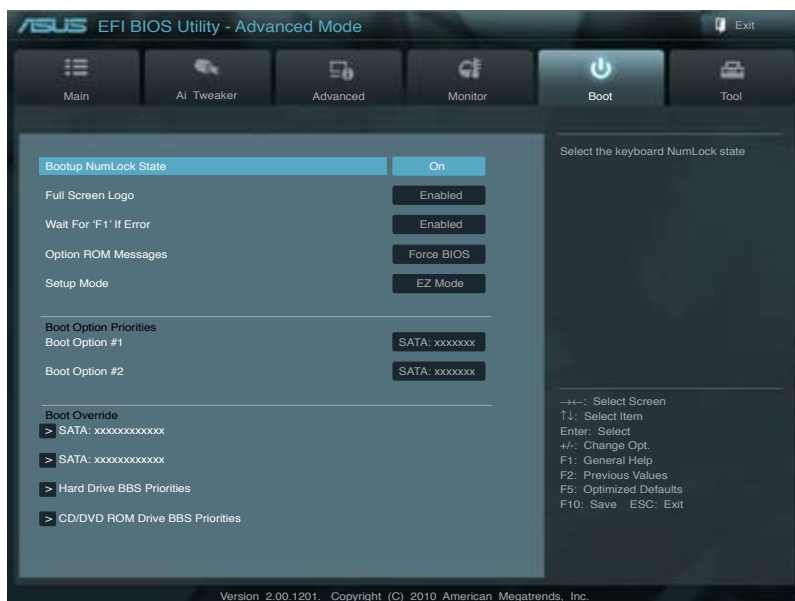 ASUS EFI BIOS Utility - Advanced Mode
Exit
Main
Ai Tweaker
Advanced
Monitor
Boot
Tool
Bootup NumLock State On
Full Screen Logo Enabled
Wait For ‘F1’ If Error Enabled
Option ROM Messages Force BIOS
Setup Mode EZ Mode
Boot Option Priorities
Boot Option #1 SATA: xxxxxxx
Boot Option #2 SATA: xxxxxxx
Boot Override
> SATA: xxxxxxxxxxxx
> SATA: xxxxxxxxxxxx
> Hard Drive BBS Priorities
> CD/DVD ROM Drive BBS Priorities
Select the keyboard NumLock state
→←: Select Screen
↑↓: Select Item
Enter: Select
+/-: Change Opt.
F1: General Help
F2: Previous Values
F5: Optimized Defaults
F10: Save ESC: Exit
Version 2.00.1201. Copyright (C) 2010 American Megatrends, Inc.